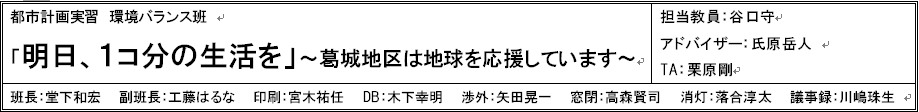 都市計画実習 環境バランス班
「明日、1コ分の生活を」～葛城地区は地球を応援しています～
担当教員:谷口守
アドバイザー:氏原岳人
TA:栗原剛
班長:堂下和宏 副班長:工藤はるな 印刷:宮木祐任 DB:木下幸明 渉外:矢田晃一 窓閉:高森賢司 消灯:落合淳太 議事録:川嶋珠生